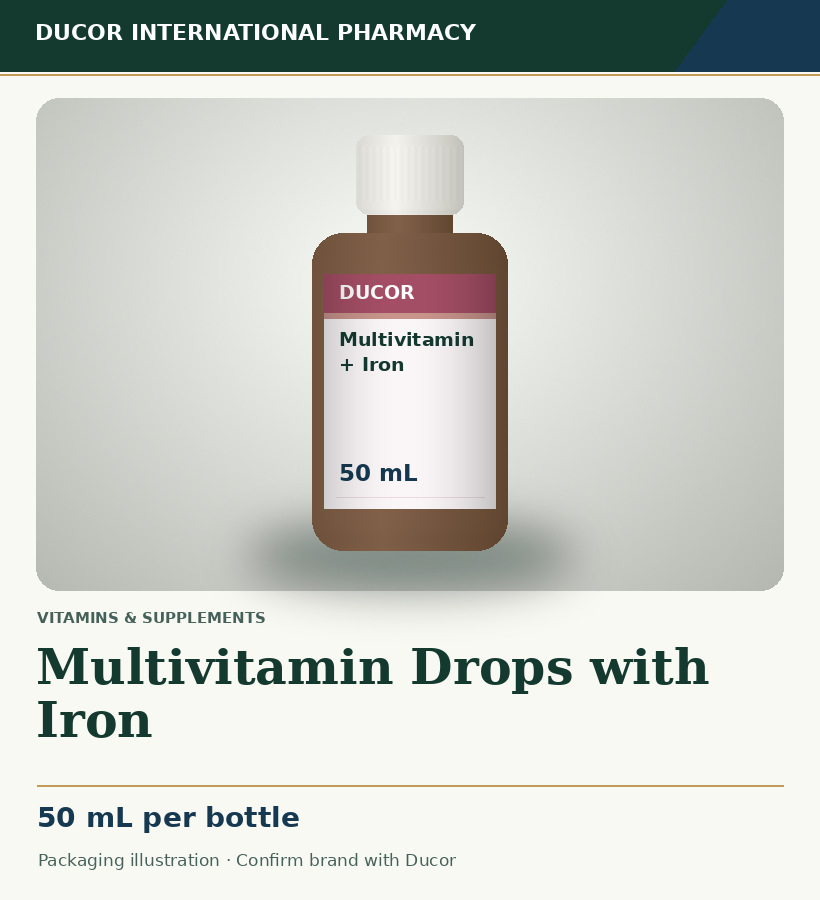 DUCOR INTERNATIONAL PHARMACY
DUCOR
Multivitamin
+ Iron
50 mL
VITAMINS & SUPPLEMENTS
Multivitamin Drops with
Iron
50 mL per bottle
Packaging illustration · Confirm brand with Ducor